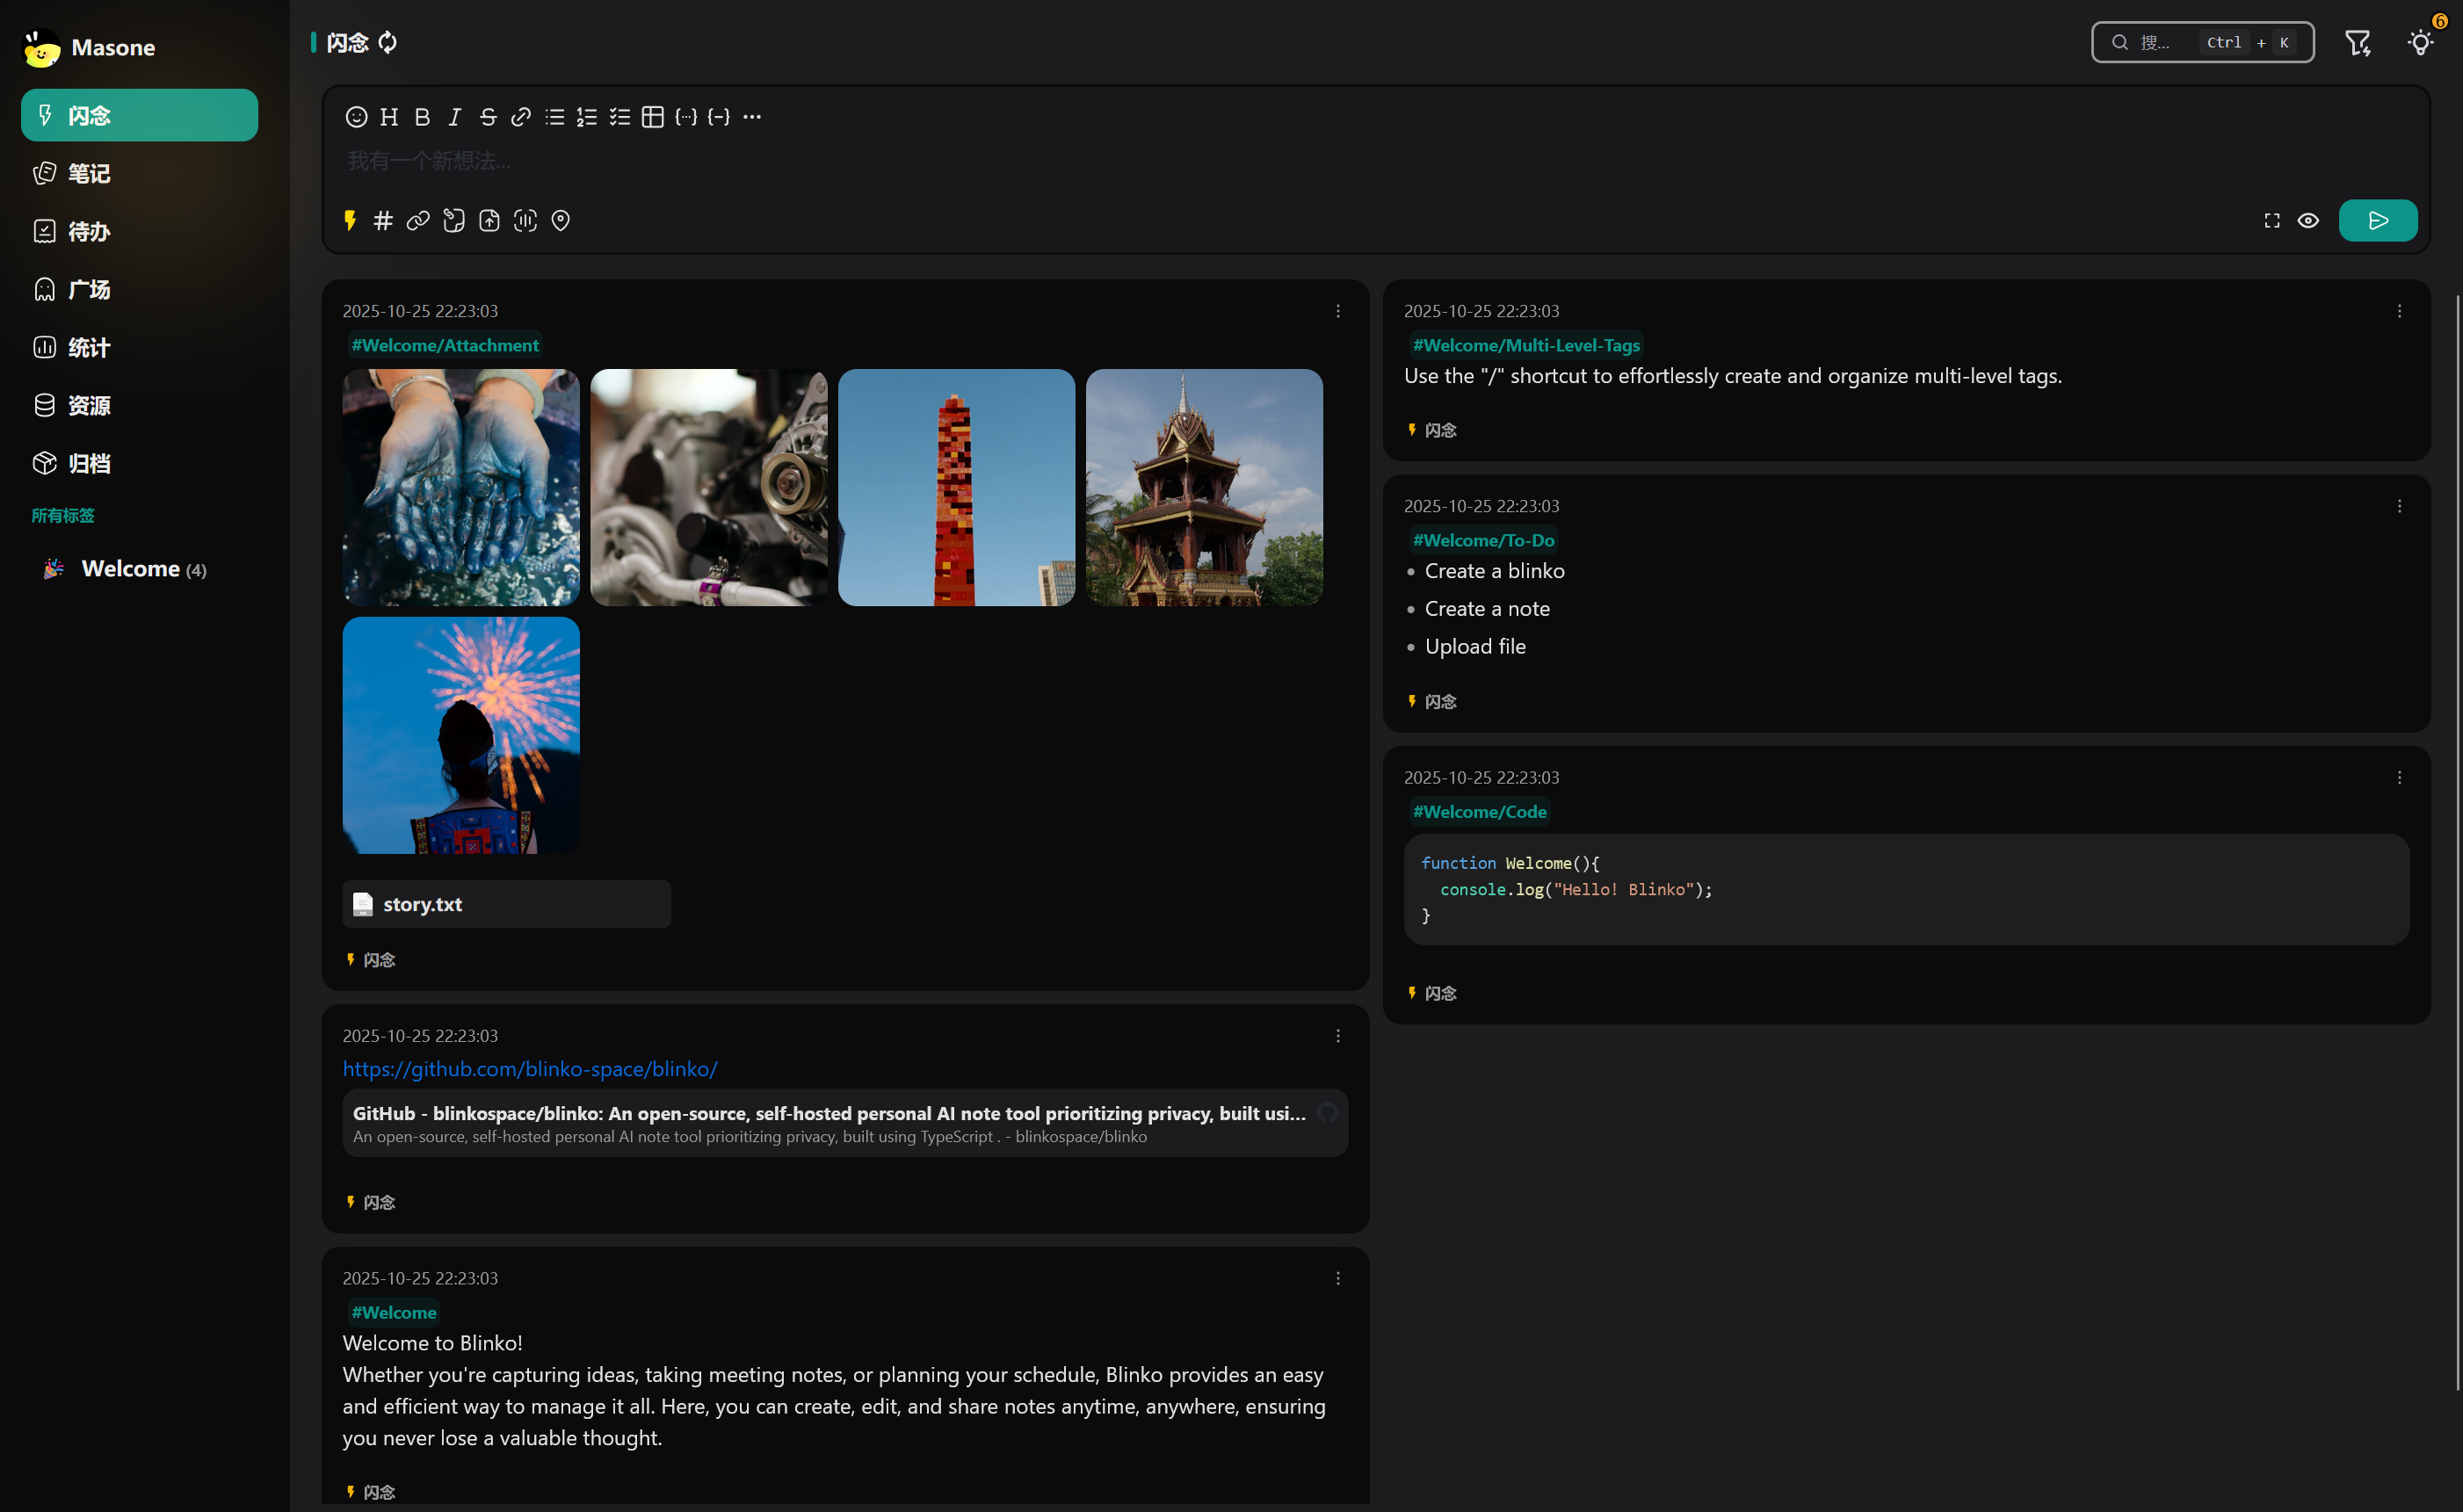 Masone
闪念
笔记
待办
广场
统计
资源
归档
所有标签
Welcome (4)
闪念
搜...
Ctrl + K
6
我有一个新想法...
2025-10-25 22:23:03
#Welcome/Attachment
story.txt
闪念
2025-10-25 22:23:03
https://github.com/blinko-space/blinko/
GitHub - blinkospace/blinko: An open-source, self-hosted personal AI note tool prioritizing privacy, built usi...
An open-source, self-hosted personal AI note tool prioritizing privacy, built using TypeScript . - blinkospace/blinko
闪念
2025-10-25 22:23:03
#Welcome
Welcome to Blinko!
Whether you're capturing ideas, taking meeting notes, or planning your schedule, Blinko provides an easy
and efficient way to manage it all. Here, you can create, edit, and share notes anytime, anywhere, ensuring
you never lose a valuable thought.
闪念
2025-10-25 22:23:03
#Welcome/Multi-Level-Tags
Use the "/" shortcut to effortlessly create and organize multi-level tags.
闪念
2025-10-25 22:23:03
#Welcome/To-Do
Create a blinko
Create a note
Upload file
闪念
2025-10-25 22:23:03
#Welcome/Code
function Welcome(){
  console.log("Hello! Blinko");
}
闪念